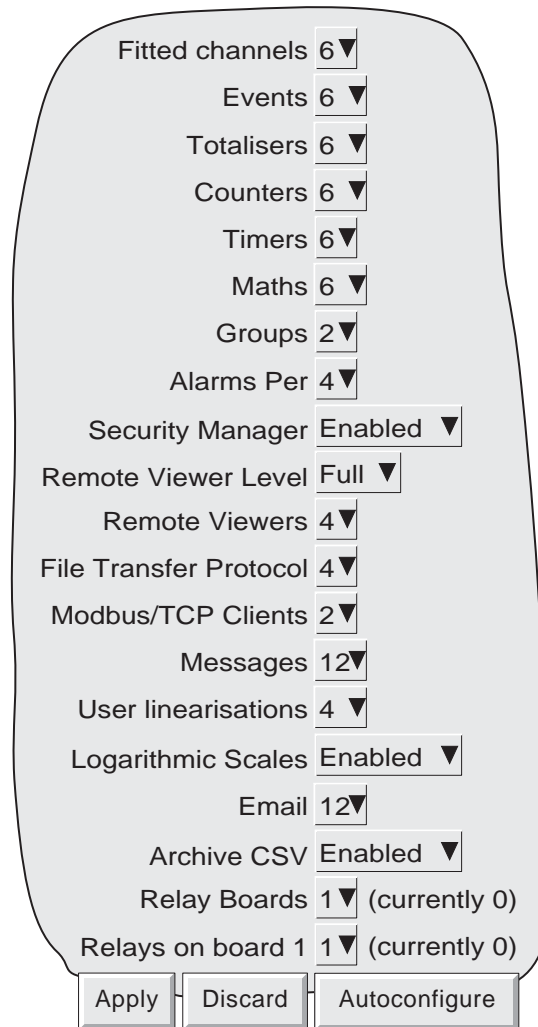 Fitted channels 6
Events 6
Totalisers 6
Counters 6
Timers 6
Maths 6
Groups 2
Alarms Per 4
Security Manager Enabled
Remote Viewer Level Full
Remote Viewers 4
File Transfer Protocol 4
Modbus/TCP Clients 2
Messages 12
User linearisations 4
Logarithmic Scales Enabled
Email 12
Archive CSV Enabled
Relay Boards 1 (currently 0)
Relays on board 1 1 (currently 0)
Apply Discard Autoconfigure